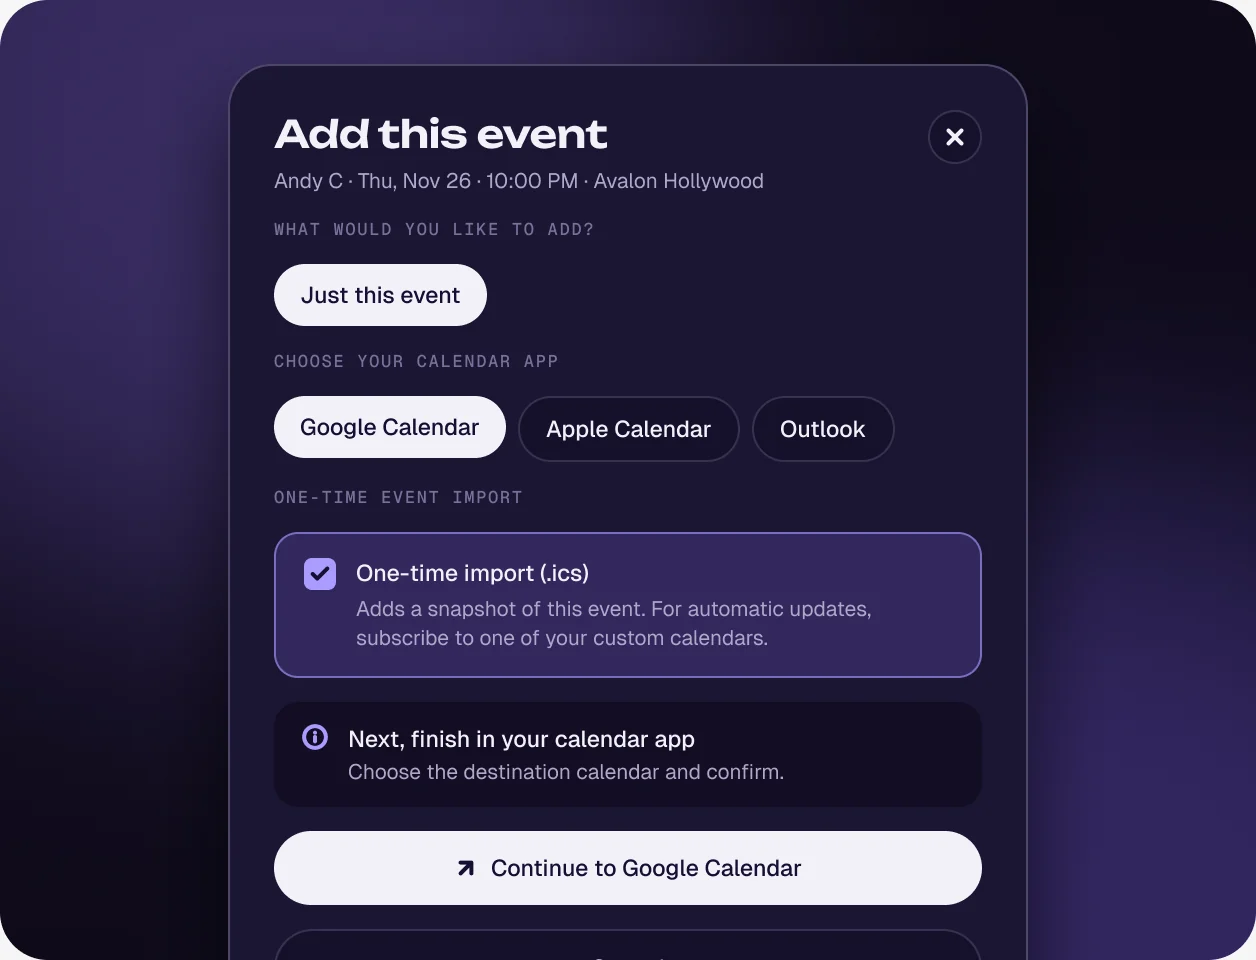 Add this event
Andy C · Thu, Nov 26 · 10:00 PM · Avalon Hollywood
WHAT WOULD YOU LIKE TO ADD?
Just this event
CHOOSE YOUR CALENDAR APP
Google Calendar
Apple Calendar
Outlook
ONE-TIME EVENT IMPORT
One-time import (.ics)
Adds a snapshot of this event. For automatic updates,
subscribe to one of your custom calendars.
Next, finish in your calendar app
Choose the destination calendar and confirm.
Continue to Google Calendar